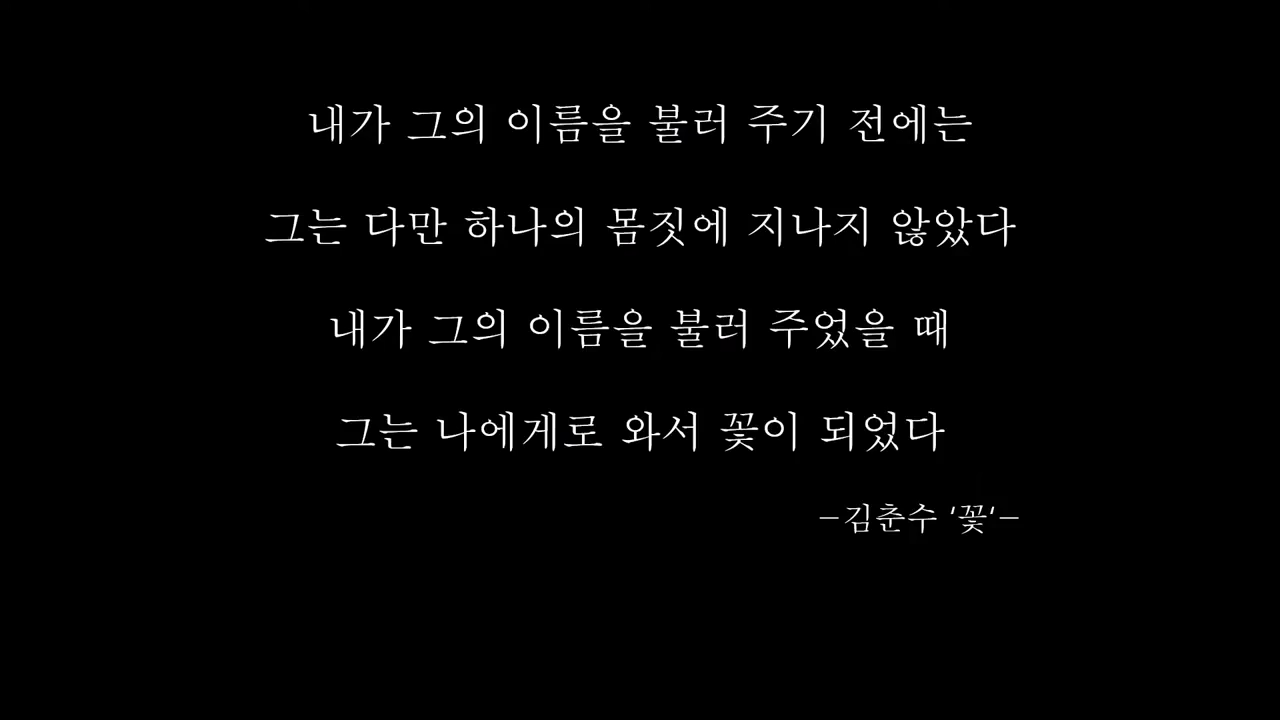 내가 그의 이름을 불러 주기 전에는
그는 다만 하나의 몸짓에 지나지 않았다
내가 그의 이름을 불러 주었을 때
그는 나에게로 와서 꽃이 되었다
-김춘수 '꽃'-